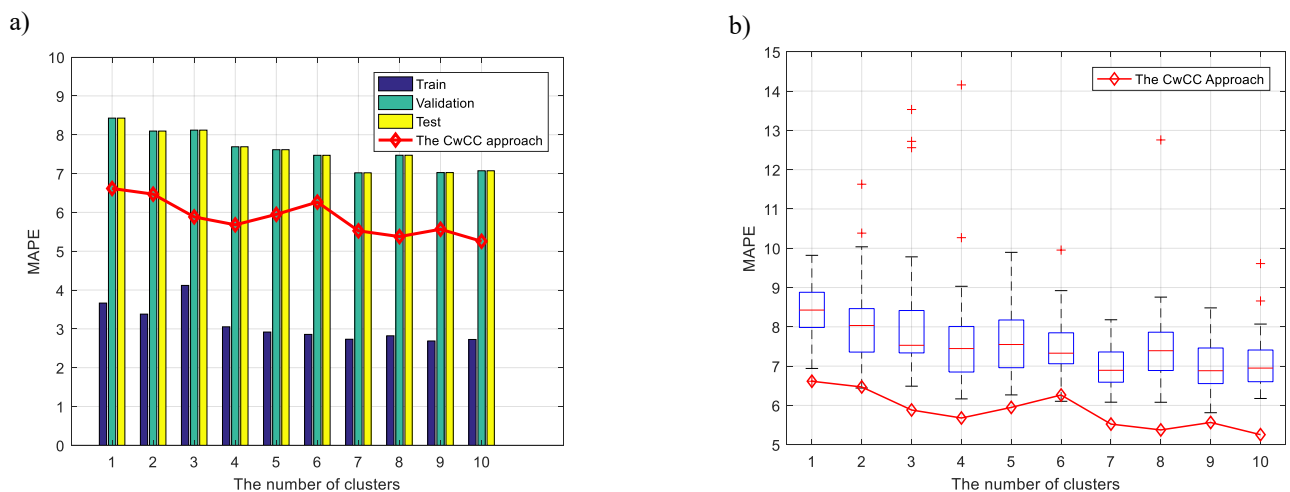 a)
10
9
8
7
6
5
4
3
2
1
0
MAPE
Train
Validation
Test
The CwCC approach
1 2 3 4 5 6 7 8 9 10
The number of clusters
b)
15
14
13
12
11
10
9
8
7
6
5
MAPE
The CwCC Approach
1 2 3 4 5 6 7 8 9 10
The number of clusters